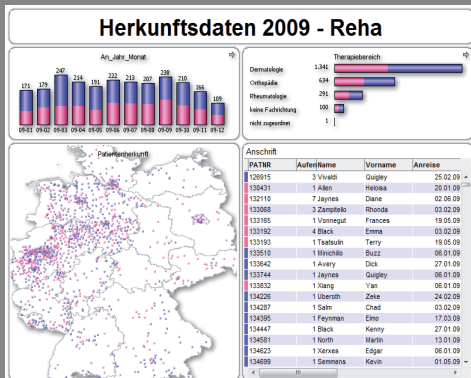 Herkunftsdaten 2009 - Reha
An_Jahr_Monat
171 179 247 214 191 222 213 207 238 210 166 109
09-01 09-02 09-03 09-04 09-05 09-06 09-07 09-08 09-09 09-10 09-11 09-12
Therapiebereich
Dermatologie 1.341
Orthopädie 634
Rheumatologie 291
keine Fachrichtung 100
nicht zugeordnet 1
Patientenherkunft
Anschrift
PATNR Aufen Name Vorname Anreise
126915 3 Vivaldi Quigley 25.02.09
130431 1 Allen Heloisa 20.01.09
132110 7 Jaynes Diane 02.06.09
133068 3 Zampitello Rhonda 03.02.09
133165 1 Vonnegut Frances 19.05.09
133192 4 Black Emma 03.02.09
133193 1 Tsatsulin Terry 19.05.09
133510 1 Minichillo Buzz 06.01.09
133642 1 Avery Dick 27.01.09
133744 1 Jaynes Quigley 06.01.09
133832 1 Xiang Yan 06.01.09
134226 1 Uberoth Zeke 24.02.09
134287 1 Salm Chad 03.02.09
134395 1 Feynman Elmo 17.03.09
134447 1 Black Kenny 27.01.09
134581 1 North Martin 13.01.09
134623 1 Xerxes Edgar 06.01.09
134699 1 Semmens Kevin 01.05.09